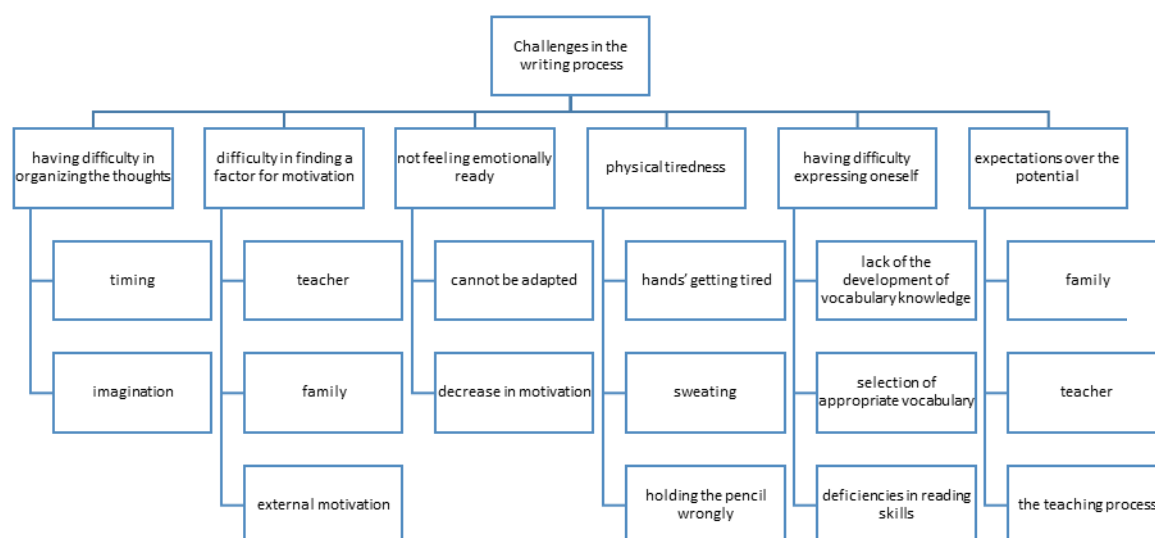 Challenges in the
writing process
having difficulty in
organizing the thoughts
difficulty in finding a
factor for motivation
not feeling emotionally
ready
physical tiredness
having difficulty
expressing oneself
expectations over the
potential
timing
teacher
cannot be adapted
hands' getting tired
lack of the
development of
vocabulary knowledge
family
imagination
family
decrease in motivation
sweating
selection of
appropriate vocabulary
teacher
external motivation
holding the pencil
wrongly
deficiencies in reading
skills
the teaching process